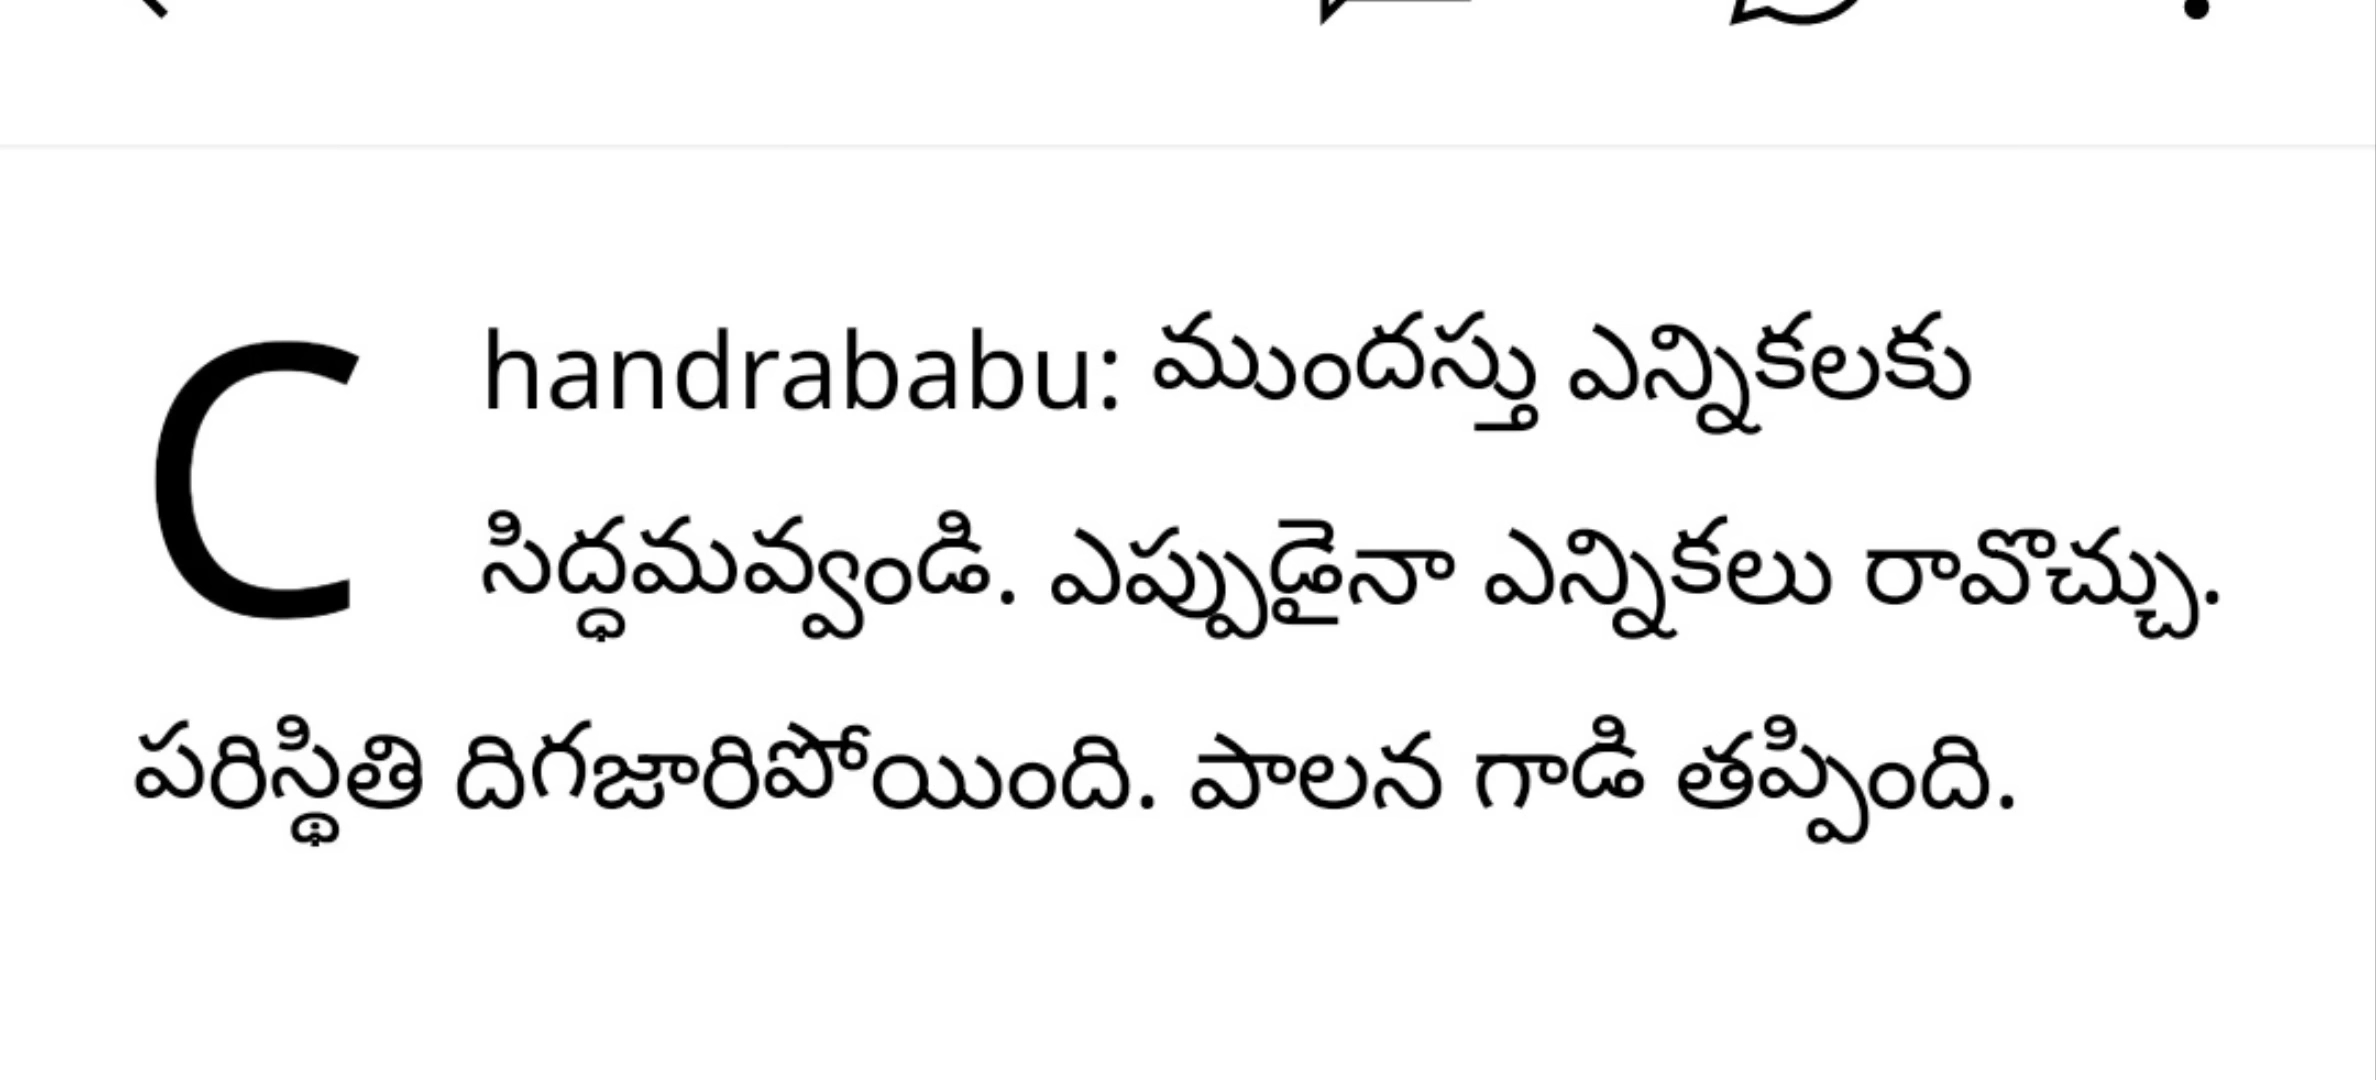 Chandrababu: ముందస్తు ఎన్నికలకు
సిద్ధమవ్వండి. ఎప్పుడైనా ఎన్నికలు రావొచ్చు.
పరిస్థితి దిగజారిపోయింది. పాలన గాడి తప్పింది.